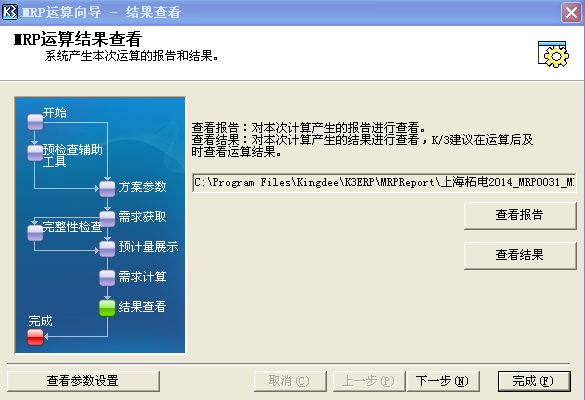 MRP运算向导 - 结果查看
MRP运算结果查看
系统产生本次运算的报告和结果。
开始
预检查辅助
工具
方案参数
需求获取
完整性检查
预计量展示
需求计算
结果查看
完成
查看报告：对本次计算产生的报告进行查看。
查看结果：对本次计算产生的结果进行查看，K/3建议在运算后及
时查看运算结果。
C:\Program Files\Kingdee\K3ERP\MRPReport\上海柘电2014_MRP0031_M
查看报告
查看结果
查看参数设置
取消(C)
上一步(P)
下一步(N)
完成(F)